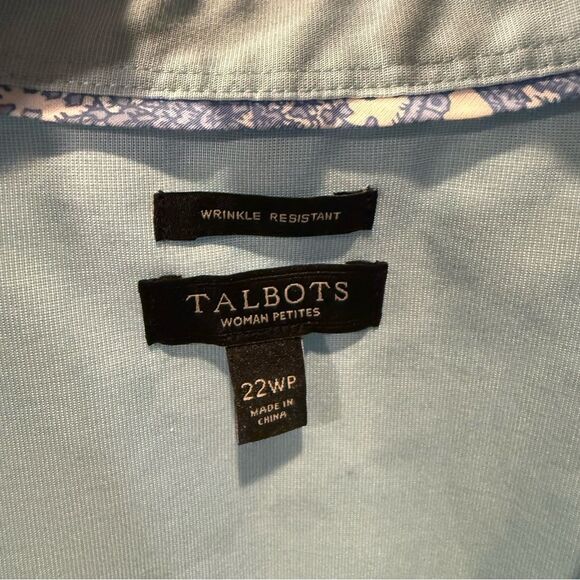 WRINKLE RESISTANT
TALBOTS
WOMAN PETITES
22WP
MADE IN
CHINA